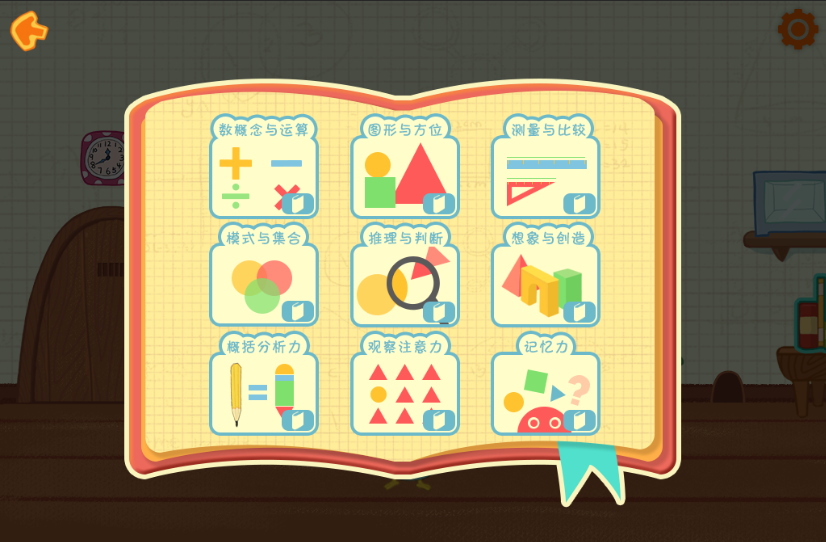 数概念与运算
图形与方位
测量与比较
模式与集合
推理与判断
想象与创造
概括分析力
观察注意力
记忆力